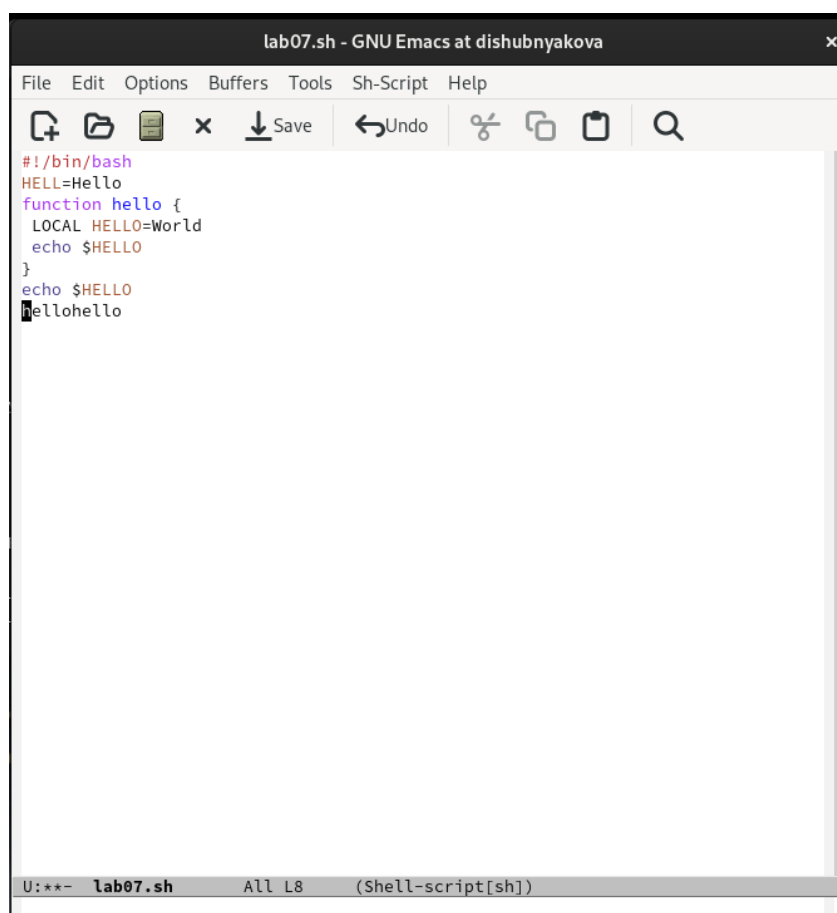 lab07.sh - GNU Emacs at dishubnyakova ×
File Edit Options Buffers Tools Sh-Script Help
Save Undo
#!/bin/bash
HELL=Hello
function hello {
 LOCAL HELLO=World
 echo $HELLO
}
echo $HELLO
hellohello
U:**- lab07.sh All L8 (Shell-script[sh])